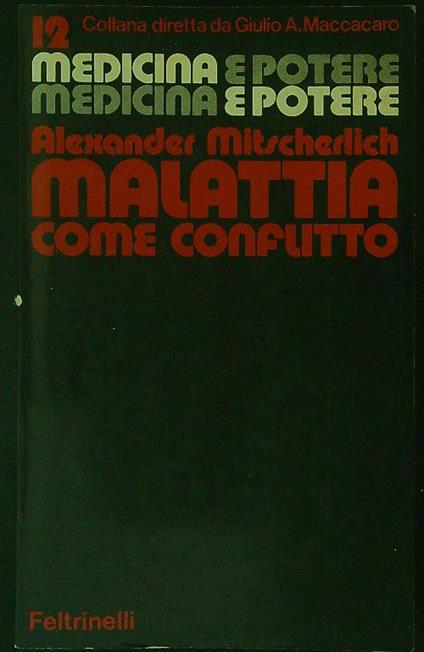 12 Collana diretta da Giulio A. Maccacaro
MEDICINA E POTERE
MEDICINA E POTERE
Alexander Mitscherlich
MALATTIA
COME CONFLITTO
Feltrinelli